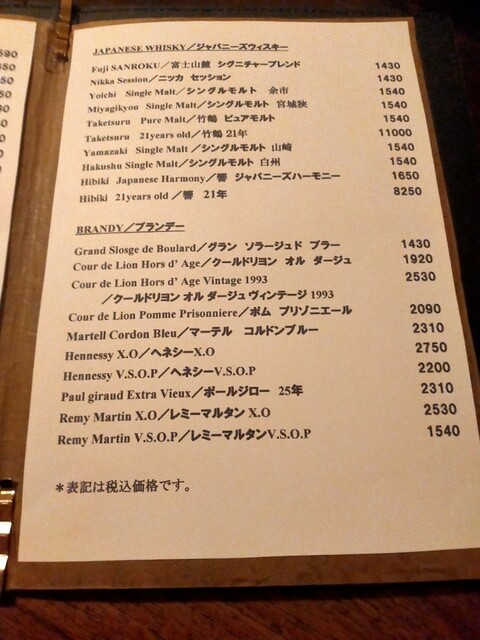 JAPANESE WHISKY／ジャパニーズウィスキー
Fuji SANROKU／富士山麓 シグニチャーブレンド 1430
Nikka Session／ニッカ セッション 1430
Yoichi Single Malt／シングルモルト 余市 1540
Miyagikyou Single Malt／シングルモルト 宮城狭 1540
Taketsuru Pure Malt／竹鶴 ピュアモルト 1540
Taketsuru 21years old／竹鶴 21年 11000
Yamazaki Single Malt／シングルモルト 山崎 1540
Hakushu Single Malt／シングルモルト 白州 1540
Hibiki Japanese Harmony／響 ジャパニーズハーモニー 1650
Hibiki 21years old ／響 21年 8250
BRANDY／ブランデー
Grand Slosge de Boulard／グラン ソラージュド ブラー 1430
Cour de Lion Hors d' Age／クールドリヨン オル ダージュ 1920
Cour de Lion Hors d' Age Vintage 1993 2530
／クールドリヨン オル ダージュ ヴィンテージ 1993
Cour de Lion Pomme Prisonniere／ポム プリゾニエール 2090
Martell Cordon Bleu／マーテル コルドンブルー 2310
Hennessy X.O／ヘネシーX.O 2750
Hennessy V.S.O.P／ヘネシーV.S.O.P 2200
Paul giraud Extra Vieux／ポールジロー 25年 2310
Remy Martin X.O／レミーマルタン X.O 2530
Remy Martin V.S.O.P／レミーマルタンV.S.O.P 1540
＊表記は税込価格です。